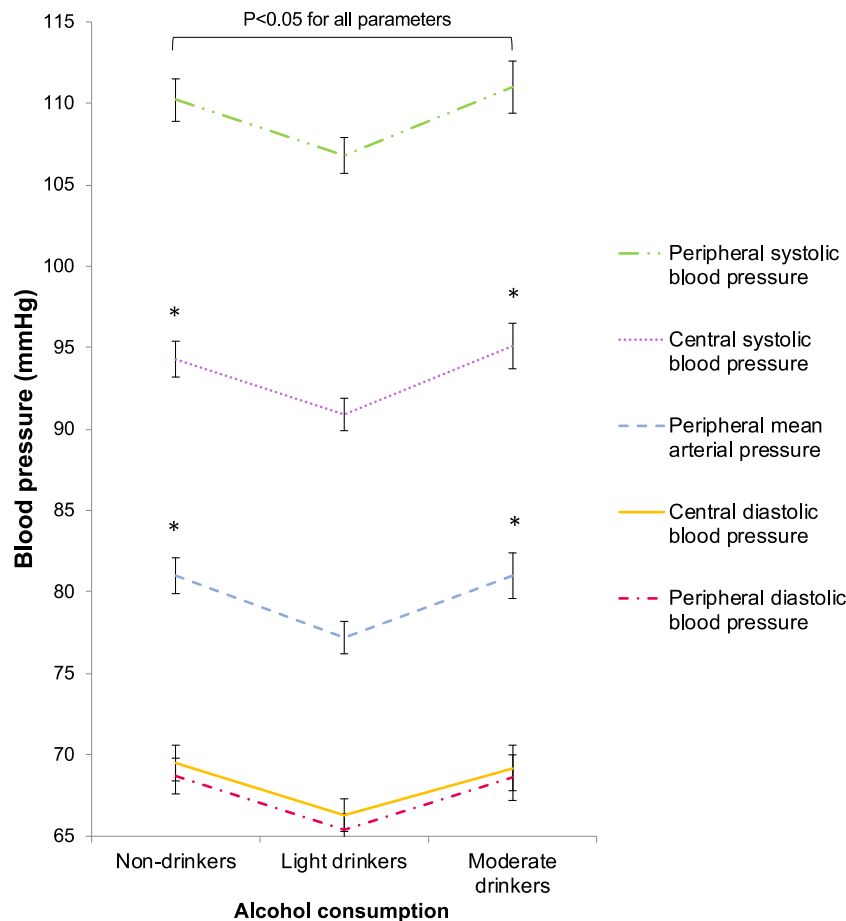 P<0.05 for all parameters
115
110
105
100
95
90
85
80
75
70
65
Blood pressure (mmHg)
*
*
*
*
Non-drinkers
Light drinkers
Moderate
drinkers
Alcohol consumption
Peripheral systolic
blood pressure
Central systolic
blood pressure
Peripheral mean
arterial pressure
Central diastolic
blood pressure
Peripheral diastolic
blood pressure